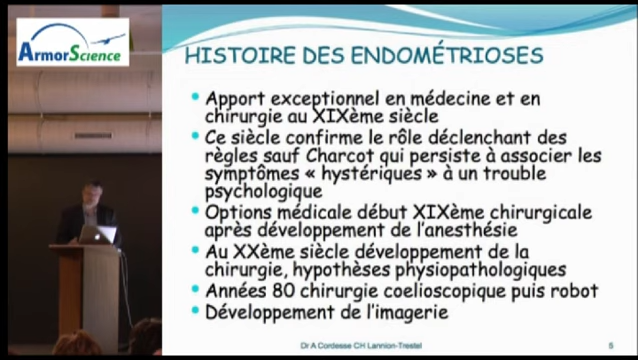 ArmorScience
HISTOIRE DES ENDOMÉTRIOSES
Apport exceptionnel en médecine et en
chirurgie au XIXème siècle
Ce siècle confirme le rôle déclenchant des
règles sauf Charcot qui persiste à associer les
symptômes « hystériques » à un trouble
psychologique
Options médicale début XIXème chirurgicale
après développement de l'anesthésie
Au XXème siècle développement de la
chirurgie, hypothèses physiopathologiques
Années 80 chirurgie coelioscopique puis robot
Développement de l'imagerie
Dr A Cordesse CH Lannion-Trestel
5